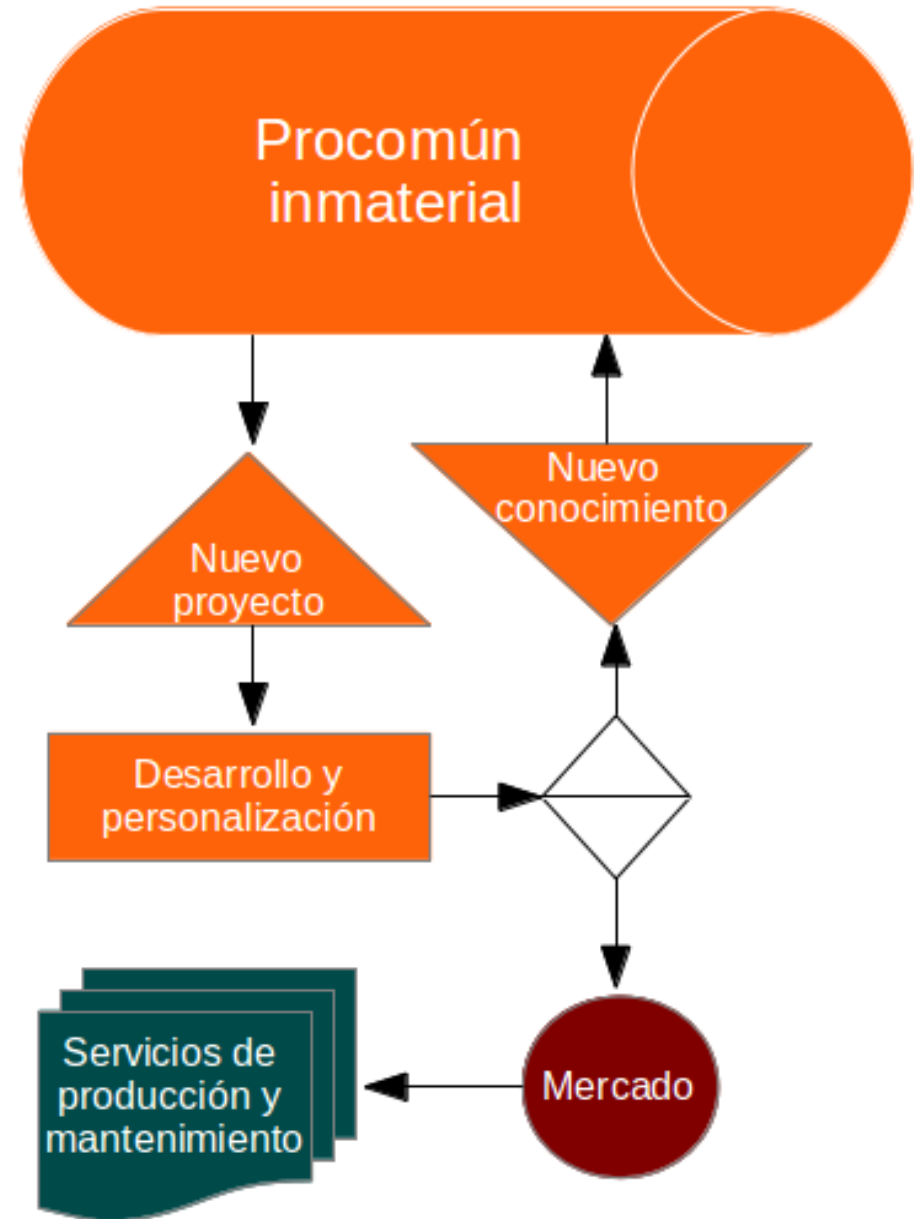 Procomún
inmaterial
Nuevo
conocimiento
Nuevo
proyecto
Desarrollo y
personalización
Servicios de
producción y
mantenimiento
Mercado